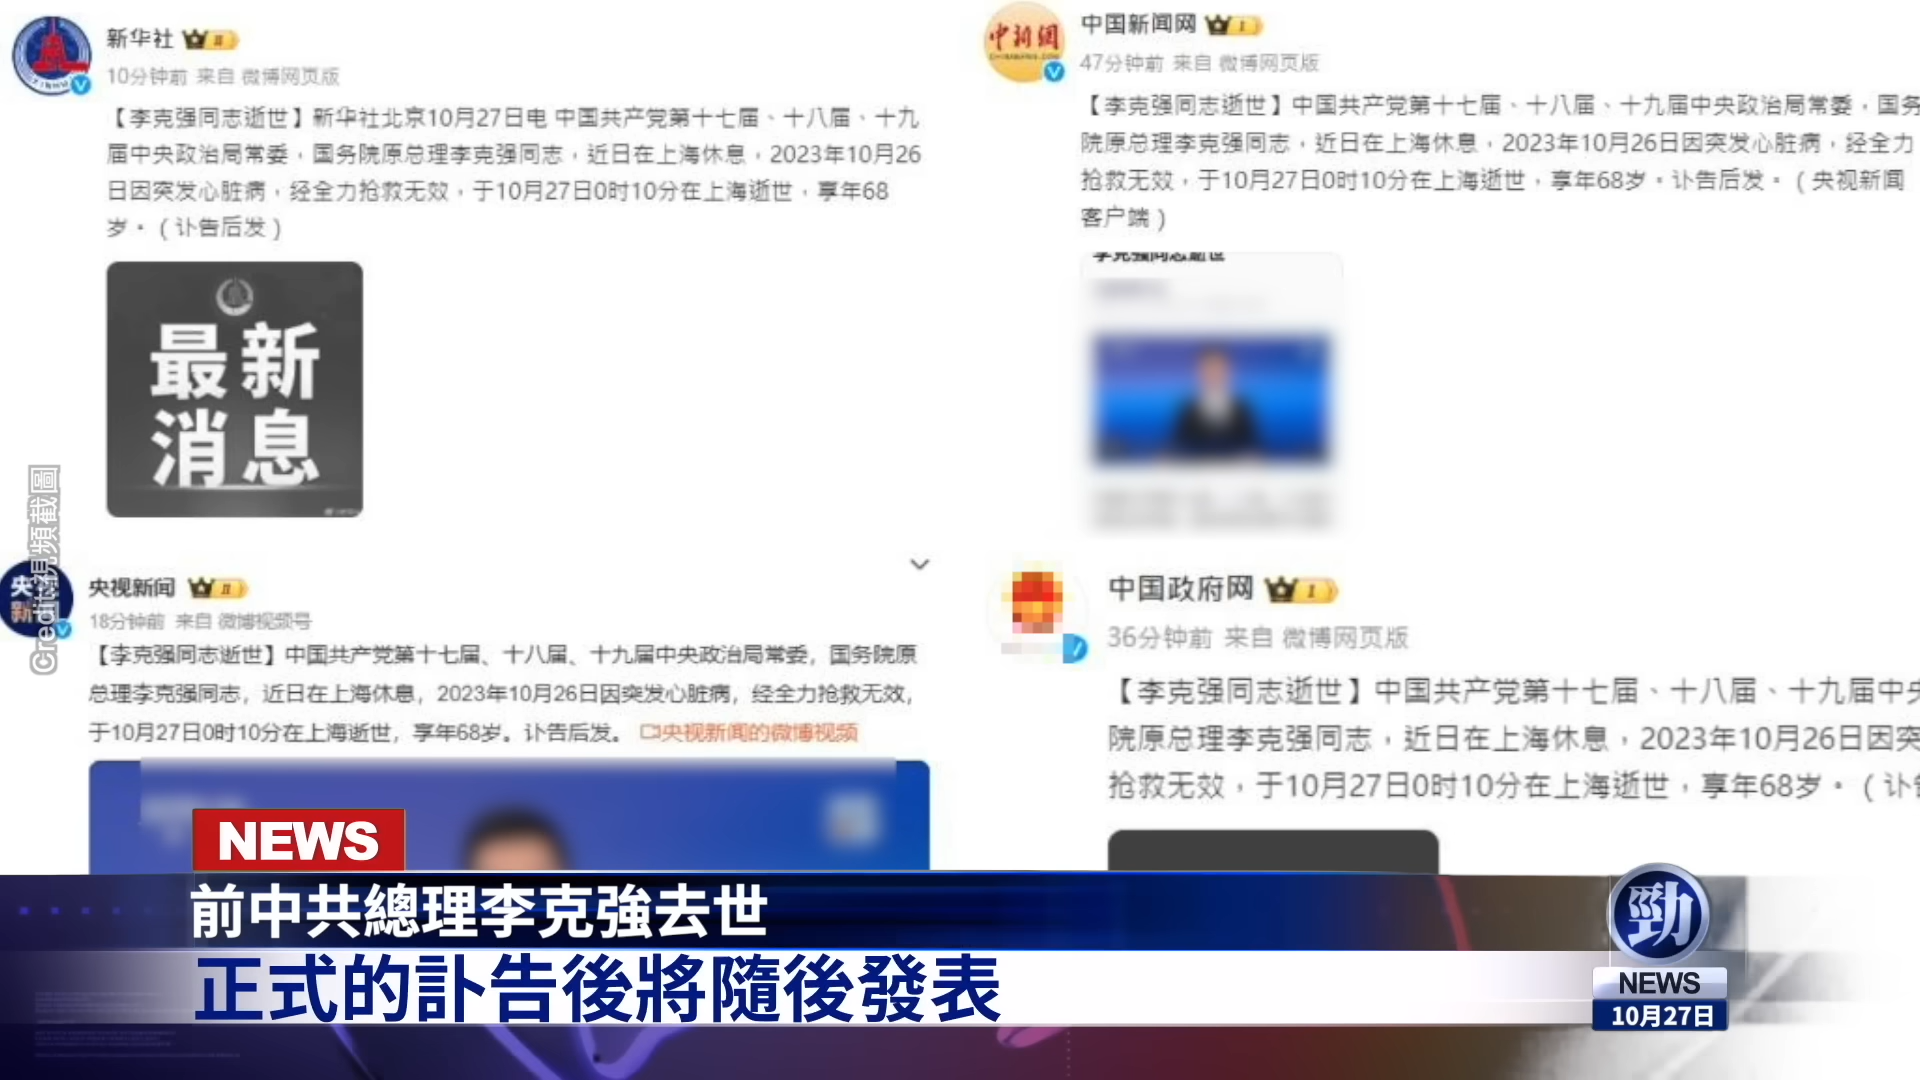 新华社 II
10分钟前 来自 微博网页版
【李克强同志逝世】新华社北京10月27日电 中国共产党第十七届、十八届、十九
届中央政治局常委，国务院原总理李克强同志，近日在上海休息，2023年10月26
日因突发心脏病，经全力抢救无效，于10月27日0时10分在上海逝世，享年68
岁。（讣告后发）
最新
消息
中新網
中国新闻网 I
47分钟前 来自 微博网页版
【李克强同志逝世】中国共产党第十七届、十八届、十九届中央政治局常委，国务
院原总理李克强同志，近日在上海休息，2023年10月26日因突发心脏病，经全力
抢救无效，于10月27日0时10分在上海逝世，享年68岁。讣告后发。（央视新闻
客户端）
李克强同志逝世
Credit:視頻截圖
央视新闻 II
18分钟前 来自 微博视频号
【李克强同志逝世】中国共产党第十七届、十八届、十九届中央政治局常委，国务院原
总理李克强同志，近日在上海休息，2023年10月26日因突发心脏病，经全力抢救无效，
于10月27日0时10分在上海逝世，享年68岁。讣告后发。 央视新闻的微博视频
中国政府网 I
36分钟前 来自 微博网页版
【李克强同志逝世】中国共产党第十七届、十八届、十九届中央
院原总理李克强同志，近日在上海休息，2023年10月26日因突
抢救无效，于10月27日0时10分在上海逝世，享年68岁。（讣告
NEWS
前中共總理李克強去世
正式的訃告後將隨後發表
勁
NEWS
10月27日